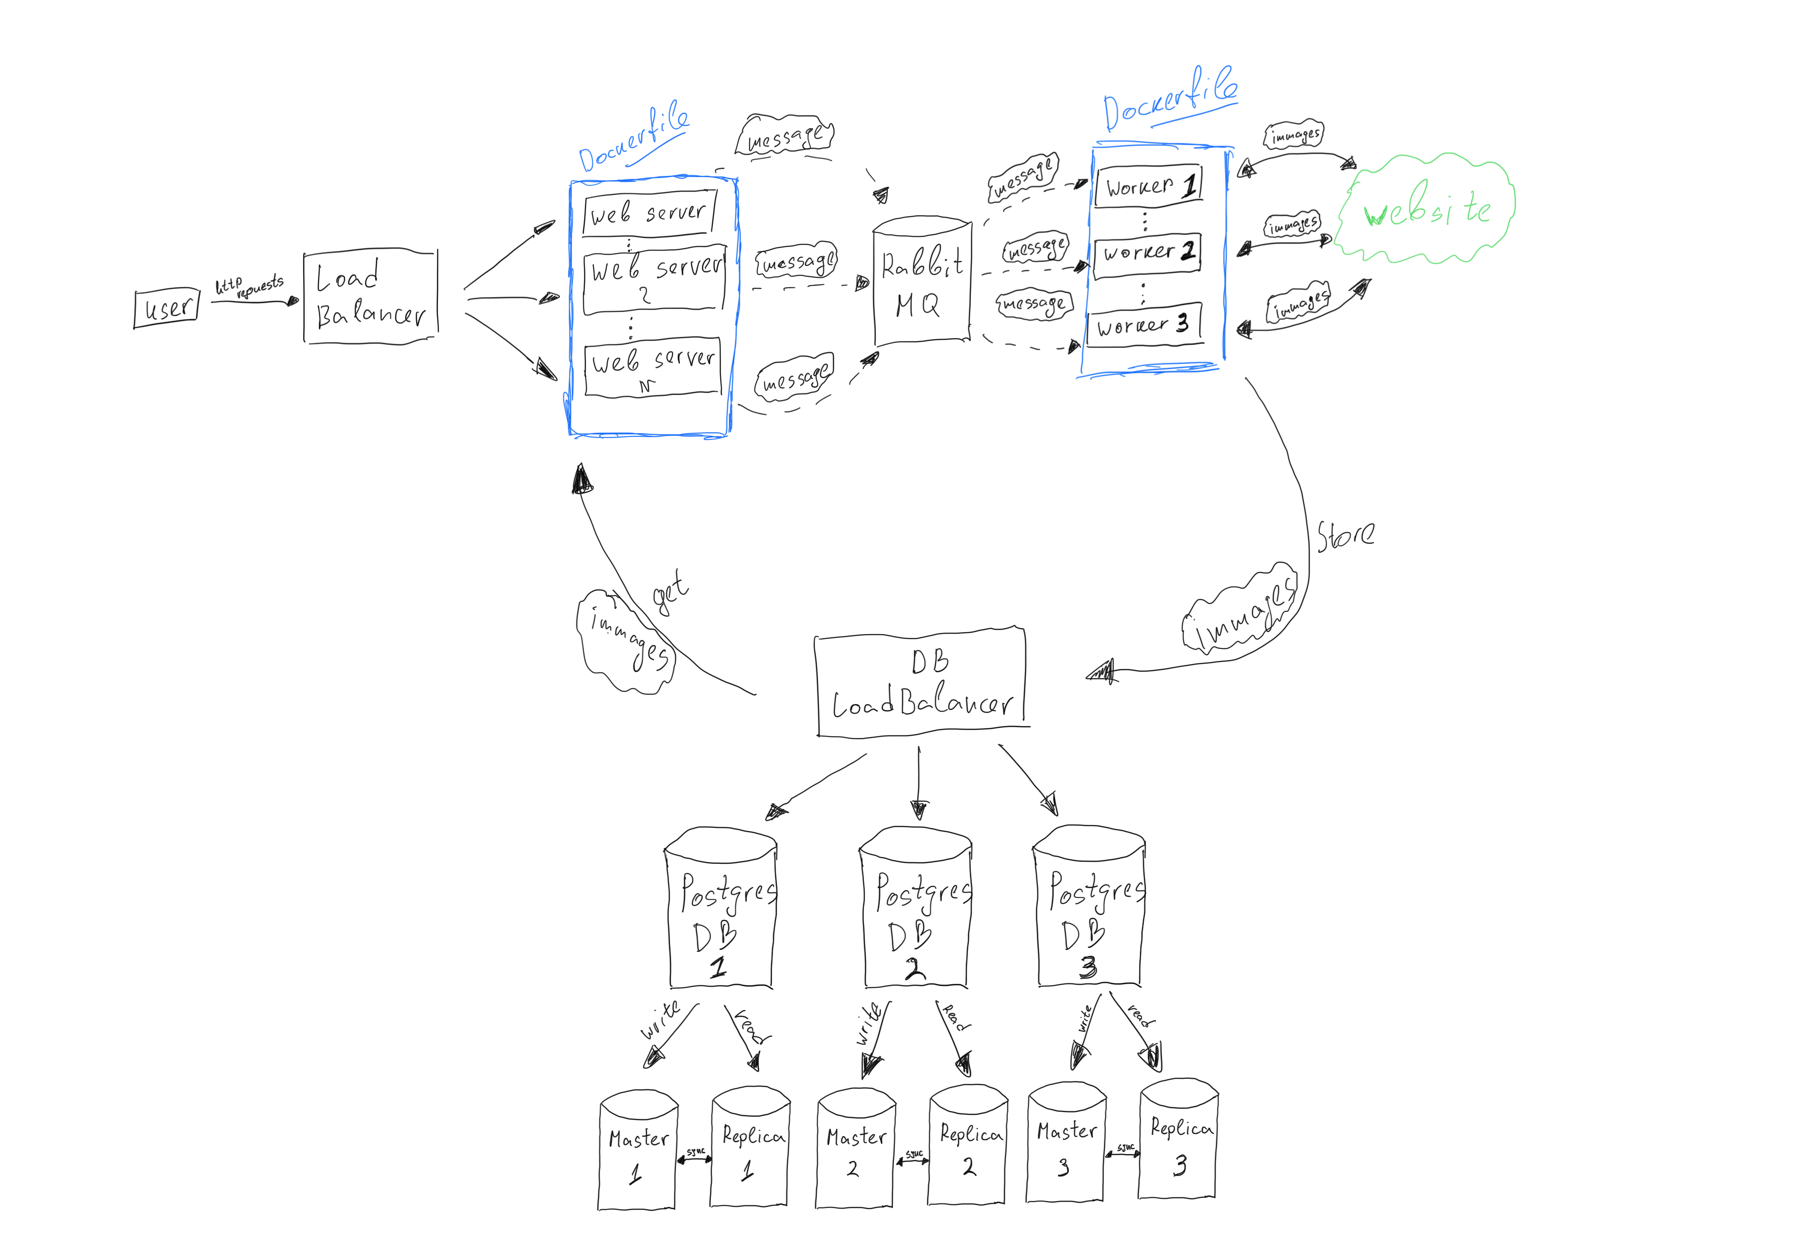 Dockerfile
message
web server
web server
2
web server
N
message
message
Rabbit
MQ
user
http
requests
Load
Balancer
Dockerfile
message
message
message
Worker 1
Worker 2
Worker 3
immages
immages
immages
website
get
immages
Store
immages
DB
LoadBalancer
Postgres
DB
1
Postgres
DB
2
Postgres
DB
3
write
read
write
Read
write
read
Master
1
sync
Replica
1
Master
2
sync
Replica
2
Master
3
sync
Replica
3